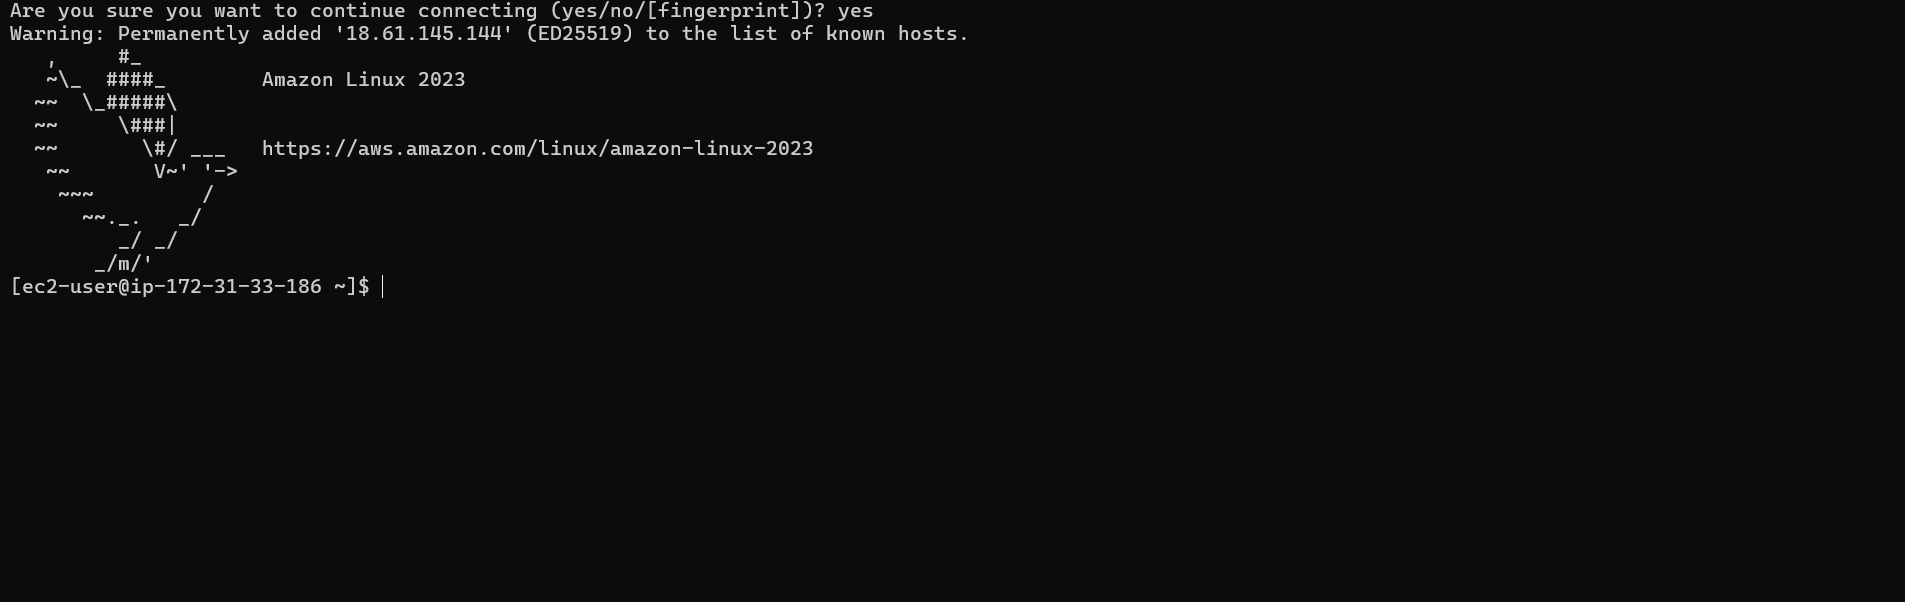 Are you sure you want to continue connecting (yes/no/[fingerprint])? yes
Warning: Permanently added '18.61.145.144' (ED25519) to the list of known hosts.
   ,     #_
   ~\_  ####_        Amazon Linux 2023
  ~~  \_#####\
  ~~     \###|
  ~~       \#/ ___   https://aws.amazon.com/linux/amazon-linux-2023
   ~~       V~' '->
    ~~~         /
      ~~._.   _/
         _/ _/
       _/m/'
[ec2-user@ip-172-31-33-186 ~]$